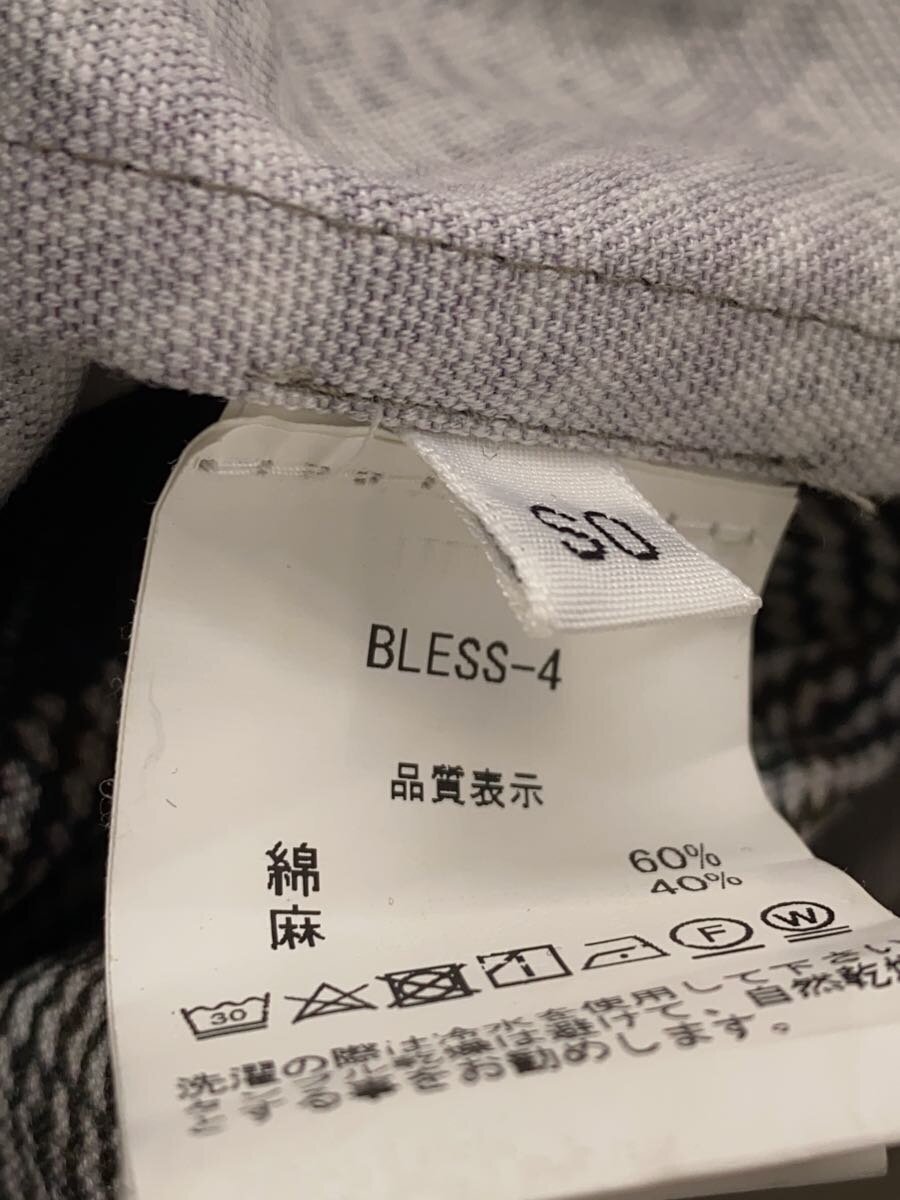 SO
BLESS-4
品質表示
綿 60%
麻 40%
30 F W
洗濯の際は冷水を使用して下さい
タンブル乾燥は避けて、自然乾燥
とする事をお勧めします。